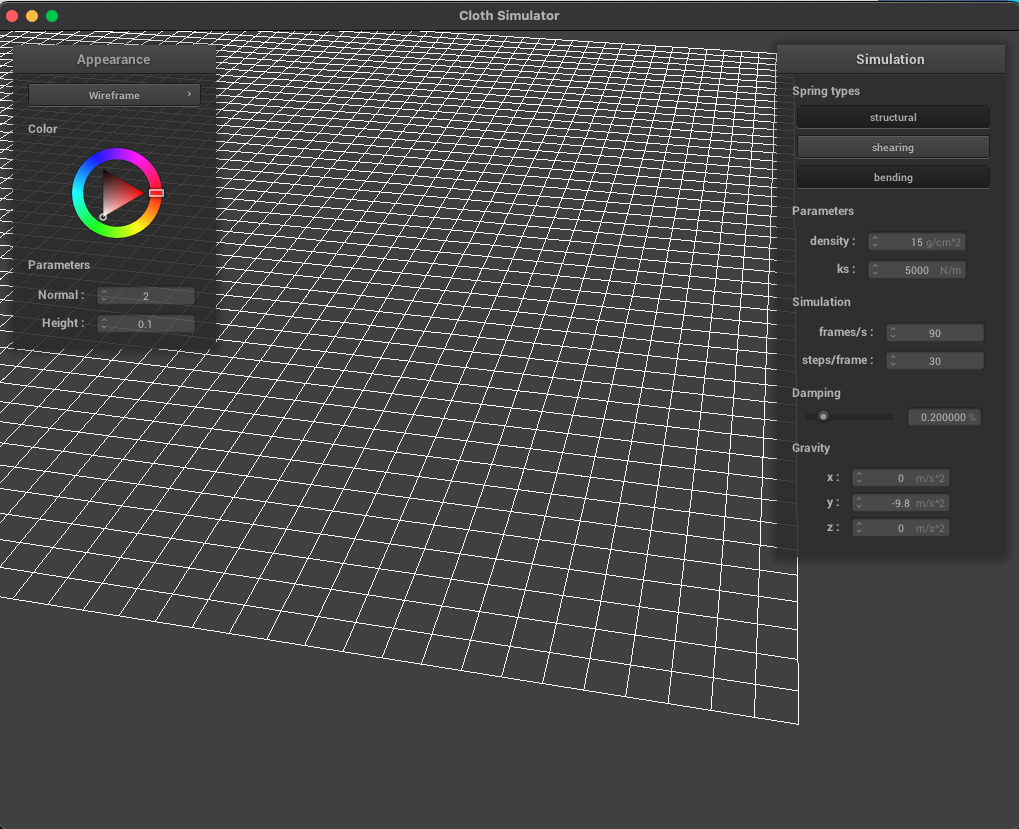 Cloth Simulator
Appearance
Wireframe
Color
Parameters
Normal : 2
Height : 0.1
Simulation
Spring types
structural
shearing
bending
Parameters
density : 15 g/cm^2
ks : 5000 N/m
Simulation
frames/s : 90
steps/frame : 30
Damping
0.200000 %
Gravity
x : 0 m/s^2
y : -9.8 m/s^2
z : 0 m/s^2